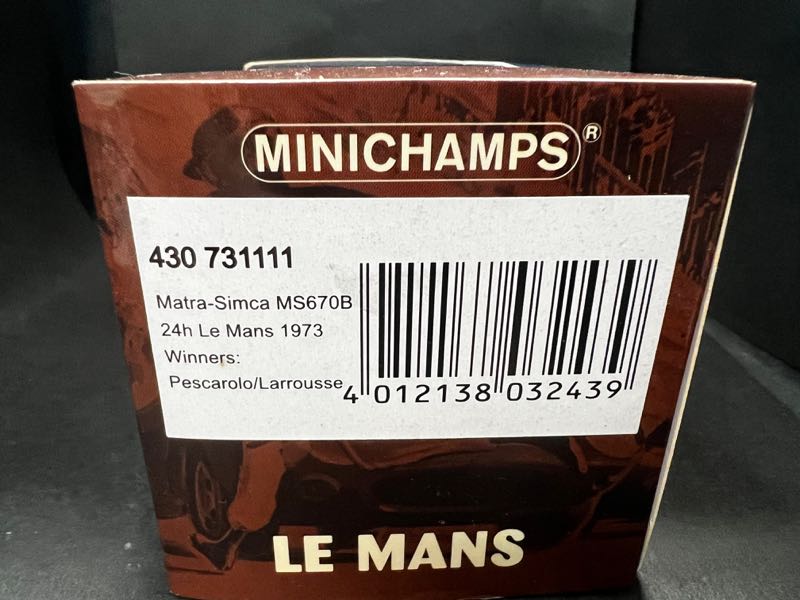 MINICHAMPS®
430 731111
Matra-Simca MS670B
24h Le Mans 1973
Winners:
Pescarolo/Larrousse
4 012138 032439
LE MANS